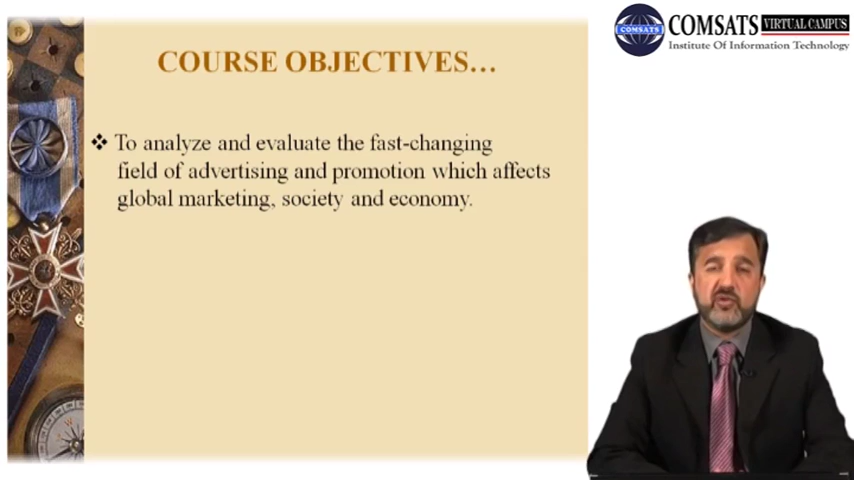 COMSATS VIRTUAL CAMPUS
COMSATS
Institute Of Information Technology
COURSE OBJECTIVES…
❖ To analyze and evaluate the fast-changing
field of advertising and promotion which affects
global marketing, society and economy.